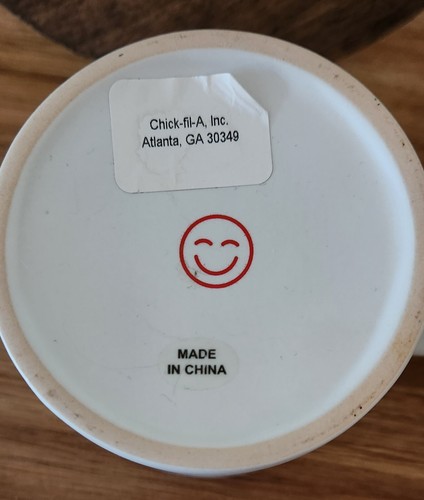 Chick-fil-A, Inc.
Atlanta, GA 30349
MADE
IN CHINA